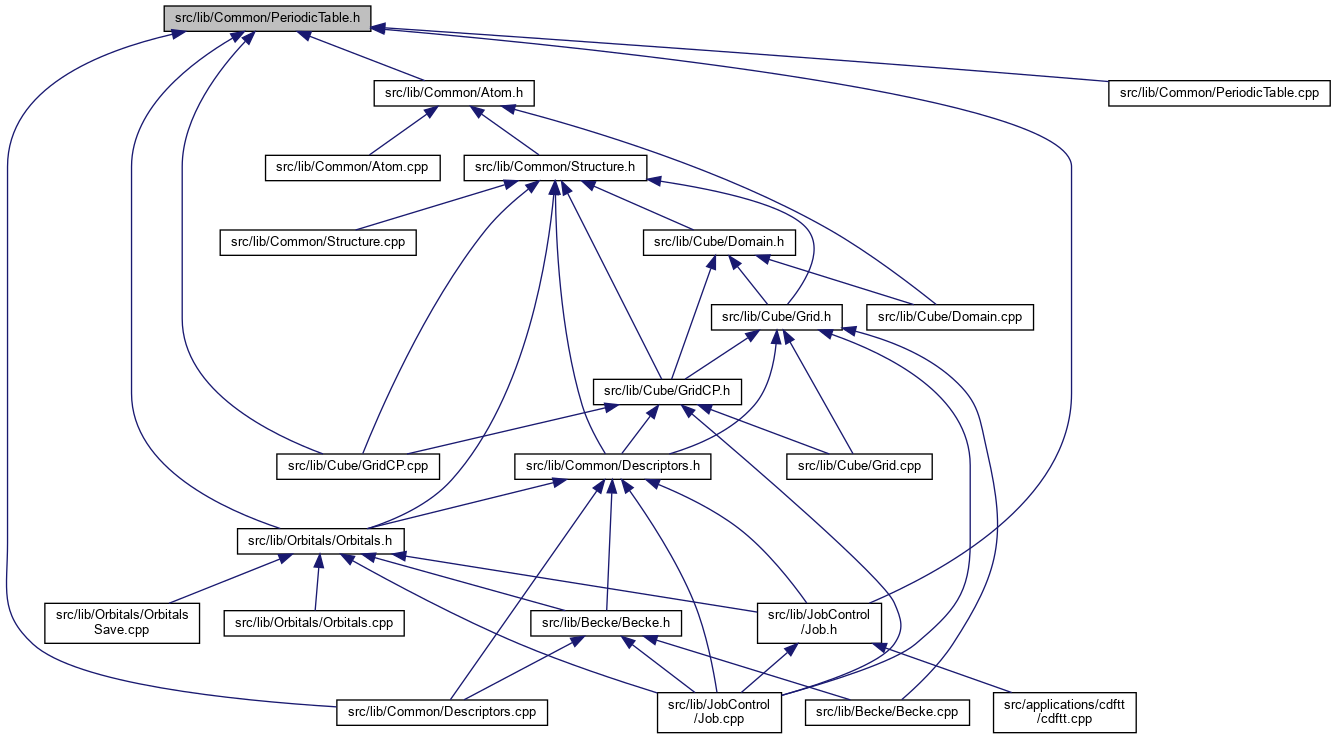 src/lib/Common/PeriodicTable.h
src/lib/Common/Atom.h
src/lib/Common/PeriodicTable.cpp
src/lib/Common/Atom.cpp
src/lib/Common/Structure.h
src/lib/Common/Structure.cpp
src/lib/Cube/Domain.h
src/lib/Cube/Grid.h
src/lib/Cube/Domain.cpp
src/lib/Cube/GridCP.h
src/lib/Cube/GridCP.cpp
src/lib/Common/Descriptors.h
src/lib/Cube/Grid.cpp
src/lib/Orbitals/Orbitals.h
src/lib/Orbitals/Orbitals
Save.cpp
src/lib/Orbitals/Orbitals.cpp
src/lib/Becke/Becke.h
src/lib/JobControl
/Job.h
src/lib/Common/Descriptors.cpp
src/lib/JobControl
/Job.cpp
src/lib/Becke/Becke.cpp
src/applications/cdftt
/cdftt.cpp